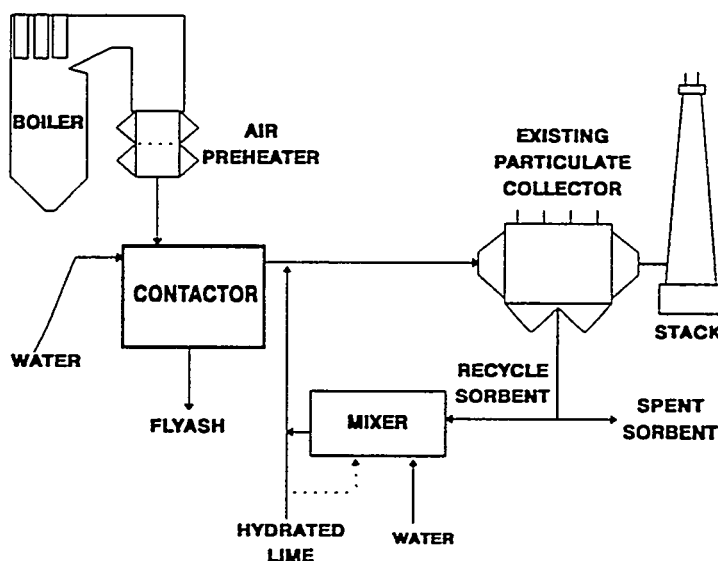 BOILER
AIR
PREHEATER
EXISTING
PARTICULATE
COLLECTOR
CONTACTOR
WATER
FLYASH
STACK
RECYCLE
SORBENT
SPENT
SORBENT
MIXER
HYDRATED
LIME
WATER